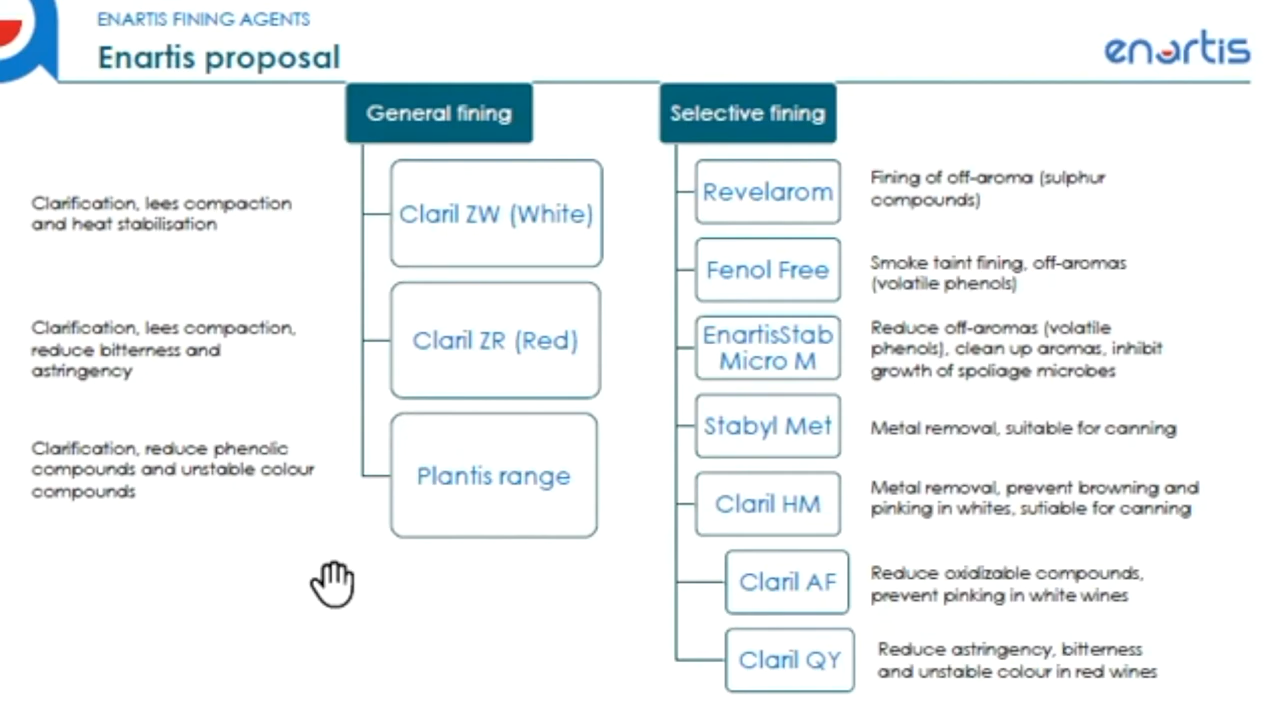 ENARTIS FINING AGENTS
Enartis proposal
enartis
General fining
Clarification, lees compaction
and heat stabilisation
Claril ZW (White)
Clarification, lees compaction,
reduce bitterness and
astringency
Claril ZR (Red)
Clarification, reduce phenolic
compounds and unstable colour
compounds
Plantis range
Selective fining
Revelarom
Fining of off-aroma (sulphur
compounds)
Fenol Free
Smoke taint fining, off-aromas
(volatile phenols)
EnartisStab
Micro M
Reduce off-aromas (volatile
phenols), clean up aromas, inhibit
growth of spoliage microbes
Stabyl Met
Metal removal, suitable for canning
Claril HM
Metal removal, prevent browning and
pinking in whites, sutiable for canning
Claril AF
Reduce oxidizable compounds,
prevent pinking in white wines
Claril QY
Reduce astringency, bitterness
and unstable colour in red wines